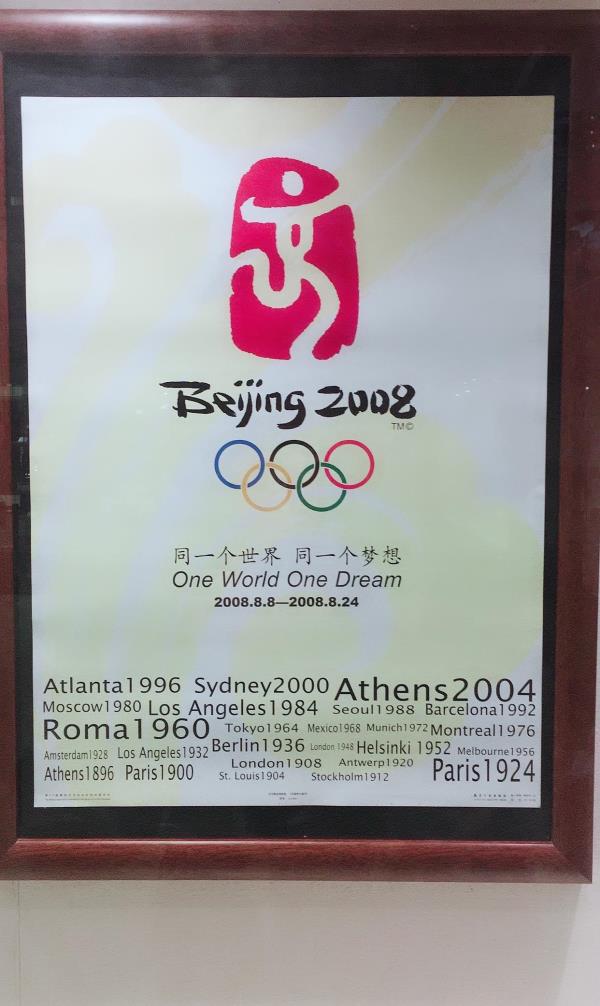 Beijing 2008
TM©
同一个世界 同一个梦想
One World One Dream
2008.8.8—2008.8.24
Atlanta1996 Sydney2000 Athens2004
Moscow1980 Los Angeles1984 Seoul1988 Barcelona1992
Roma1960 Tokyo1964 Mexico1968 Munich1972 Montreal1976
Amsterdam1928 Los Angeles1932 Berlin1936 London 1948 Helsinki 1952 Melbourne1956
London1908 Antwerp1920
Athens1896 Paris1900 St. Louis1904 Stockholm1912 Paris1924